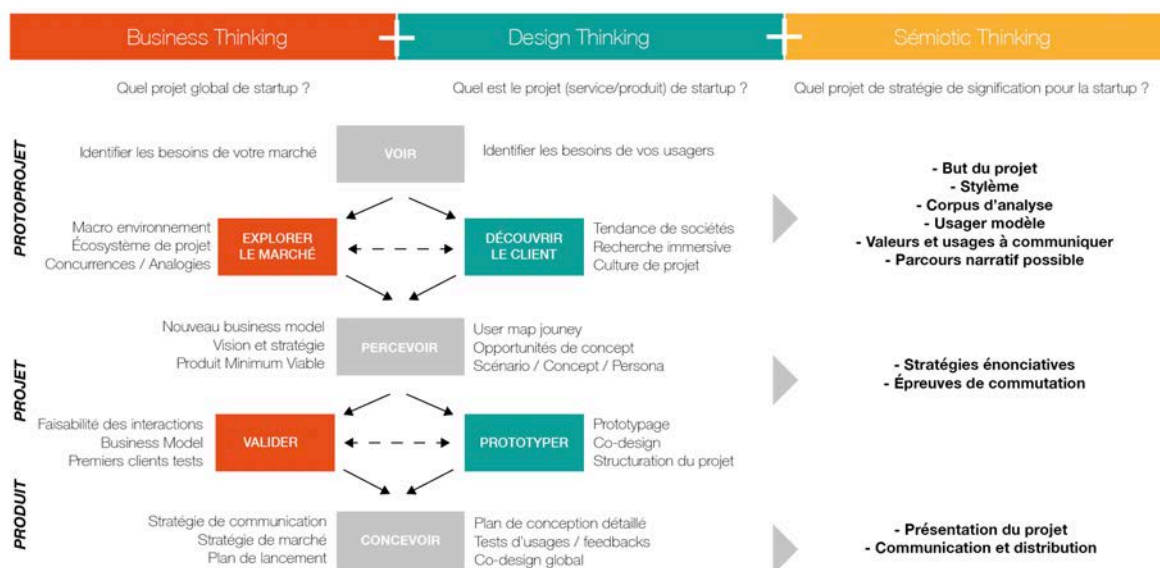 Business Thinking
Design Thinking
Sémiotic Thinking
Quel projet global de startup ?
Quel est le projet (service/produit) de startup ?
Quel projet de stratégie de signification pour la startup ?
PROTOPROJET
Identifier les besoins de votre marché
VOIR
Identifier les besoins de vos usagers
Macro environnement
Écosystème de projet
Concurrences / Analogies
EXPLORER
LE MARCHÉ
DÉCOUVRIR
LE CLIENT
Tendance de sociétés
Recherche immersive
Culture de projet
- But du projet
- Stylème
- Corpus d'analyse
- Usager modèle
- Valeurs et usages à communiquer
- Parcours narratif possible
PROJET
Nouveau business model
Vision et stratégie
Produit Minimum Viable
PERCEVOIR
User map jouney
Opportunités de concept
Scénario / Concept / Persona
- Stratégies énonciatives
- Épreuves de commutation
Faisabilité des interactions
Business Model
Premiers clients tests
VALIDER
PROTOTYPER
Prototypage
Co-design
Structuration du projet
PRODUIT
Stratégie de communication
Stratégie de marché
Plan de lancement
CONCEVOIR
Plan de conception détaillé
Tests d'usages / feedbacks
Co-design global
- Présentation du projet
- Communication et distribution